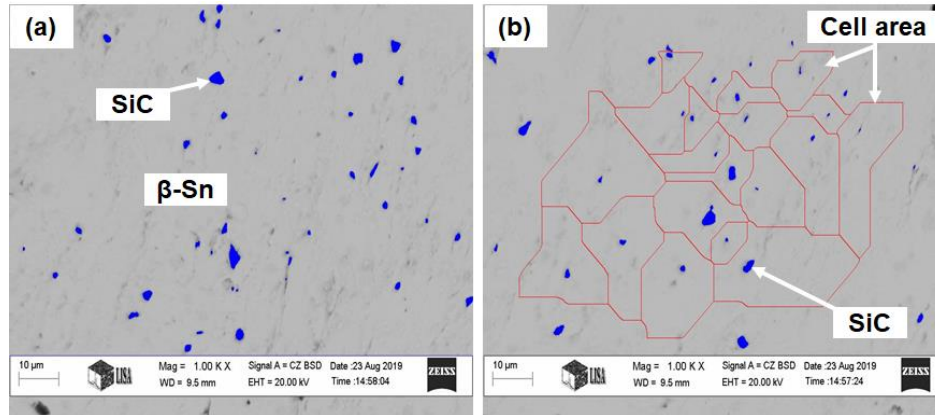 (a)
SiC
β-Sn
10 µm
LISA
Mag = 1.00 K X
WD = 9.5 mm
Signal A = CZ BSD
EHT = 20.00 kV
Date :23 Aug 2019
Time :14:58:04
ZEISS
(b)
Cell area
SiC
10 µm
LISA
Mag = 1.00 K X
WD = 9.5 mm
Signal A = CZ BSD
EHT = 20.00 kV
Date :23 Aug 2019
Time :14:57:24
ZEISS